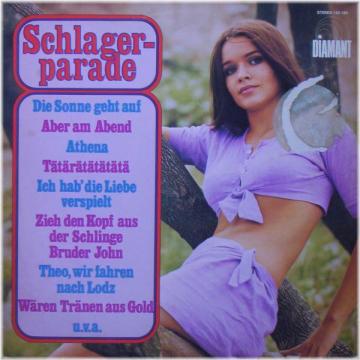 STEREO
DIAMANT
Schlager-
parade
Die Sonne geht auf
Aber am Abend
Athena
Tätärätätätätä
Ich hab' die Liebe
verspielt
Zieh den Kopf aus
der Schlinge
Bruder John
Theo, wir fahren
nach Lodz
Wären Tränen aus Gold
u.v.a.